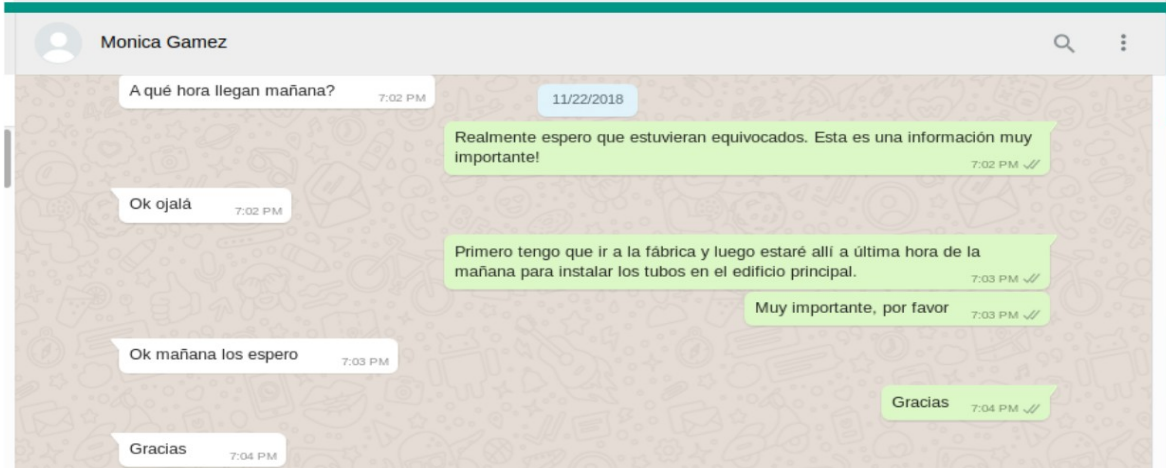 Monica Gamez
A qué hora llegan mañana?
7:02 PM
11/22/2018
Realmente espero que estuvieran equivocados. Esta es una información muy
importante!
7:02 PM
Ok ojalá
7:02 PM
Primero tengo que ir a la fábrica y luego estaré allí a última hora de la
mañana para instalar los tubos en el edificio principal.
7:03 PM
Muy importante, por favor
7:03 PM
Ok mañana los espero
7:03 PM
Gracias
7:04 PM
Gracias
7:04 PM